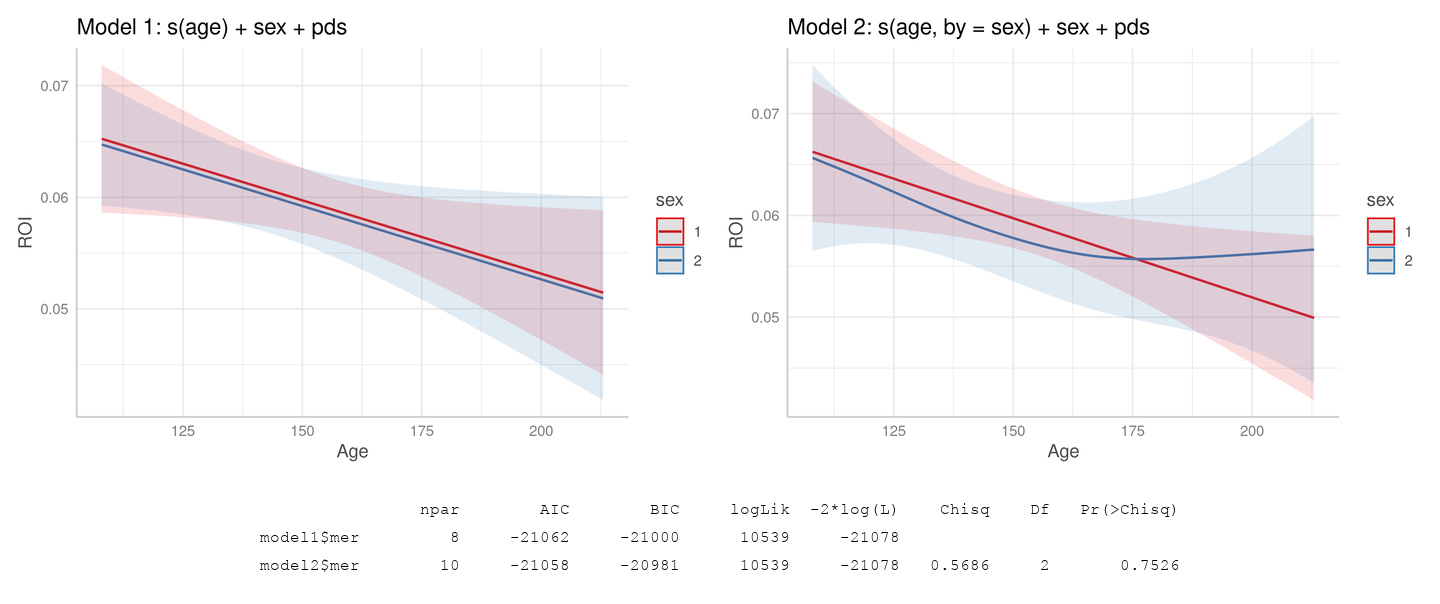 Model 1: s(age) + sex + pds
0.07
0.06
0.05
ROI
125 150 175 200
Age
sex
1
2
Model 2: s(age, by = sex) + sex + pds
0.07
0.06
0.05
ROI
125 150 175 200
Age
sex
1
2
npar AIC BIC logLik -2*log(L) Chisq Df Pr(>Chisq)
model1$mer 8 -21062 -21000 10539 -21078
model2$mer 10 -21058 -20981 10539 -21078 0.5686 2 0.7526